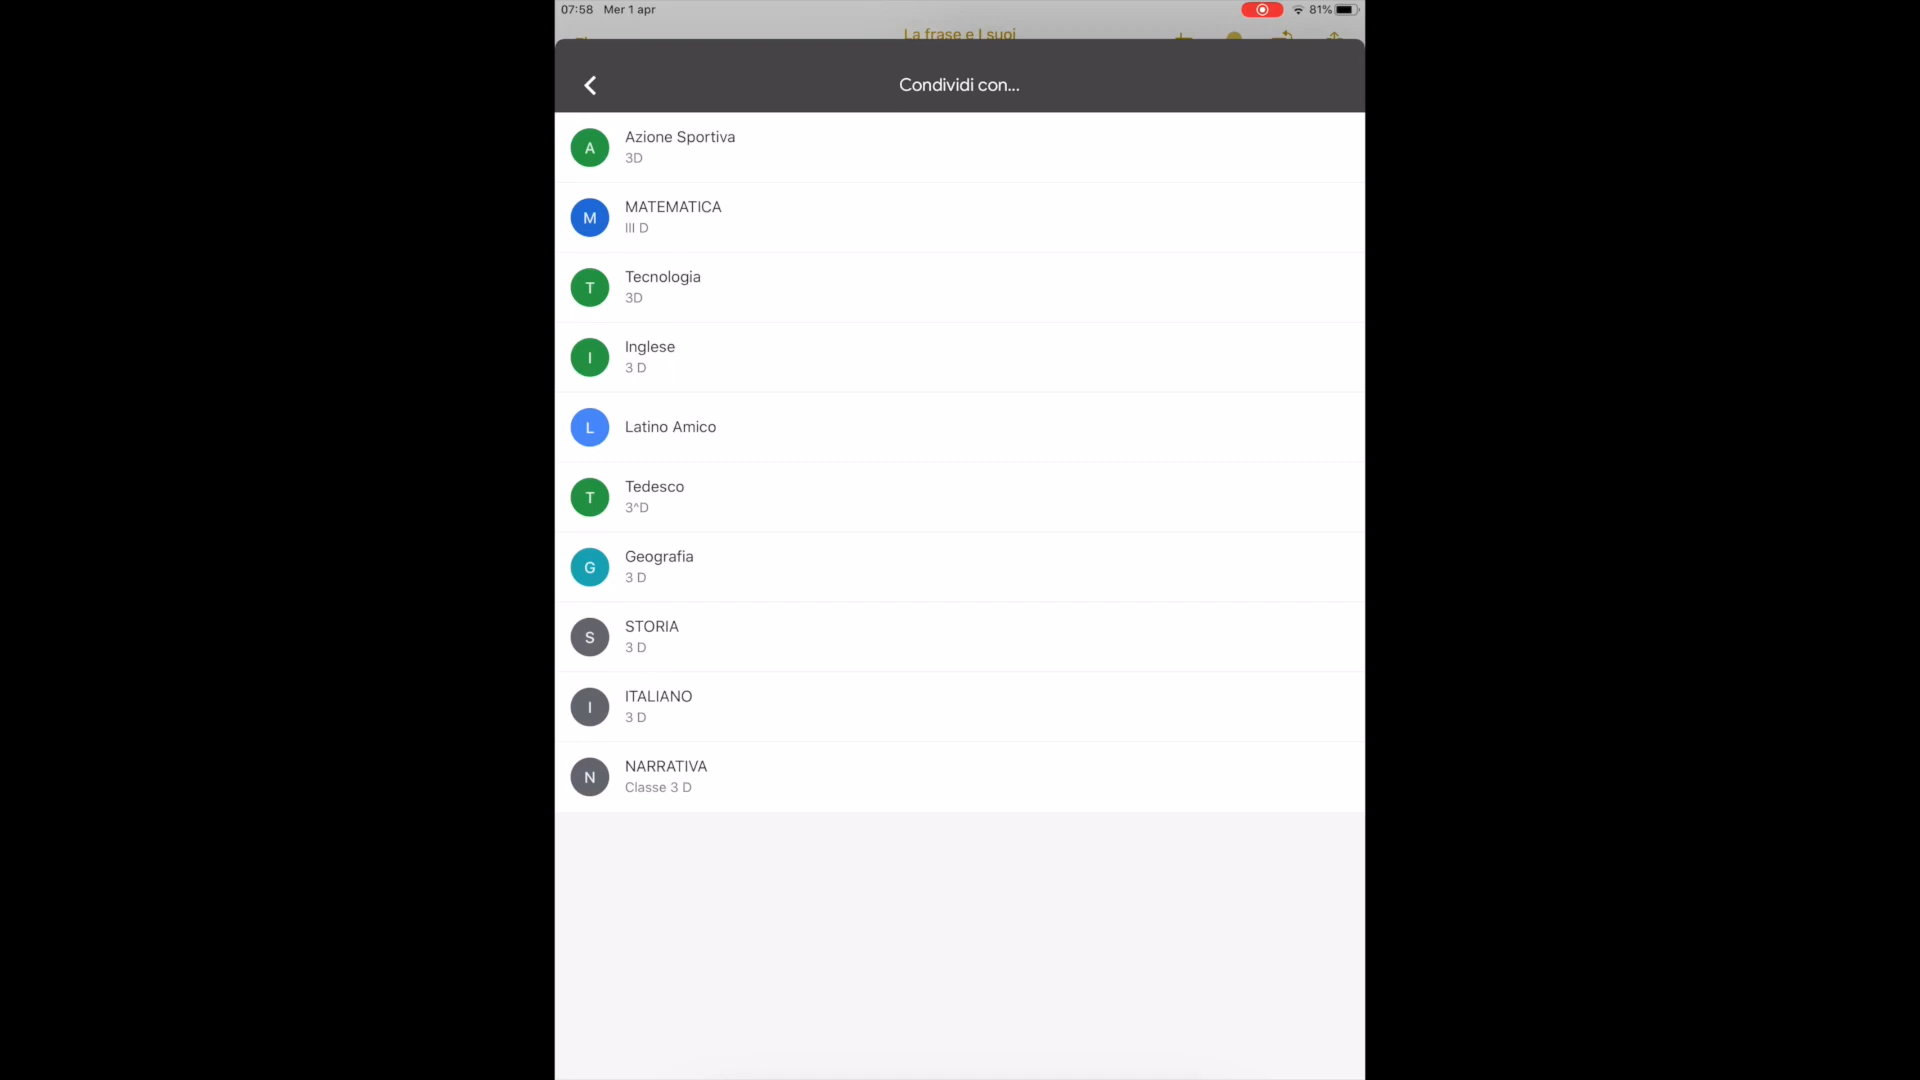 07:58 Mer 1 apr
81%
La frase e I suoi
Condividi con...
A
Azione Sportiva
3D
M
MATEMATICA
III D
T
Tecnologia
3D
I
Inglese
3 D
L
Latino Amico
T
Tedesco
3^D
G
Geografia
3 D
S
STORIA
3 D
I
ITALIANO
3 D
N
NARRATIVA
Classe 3 D